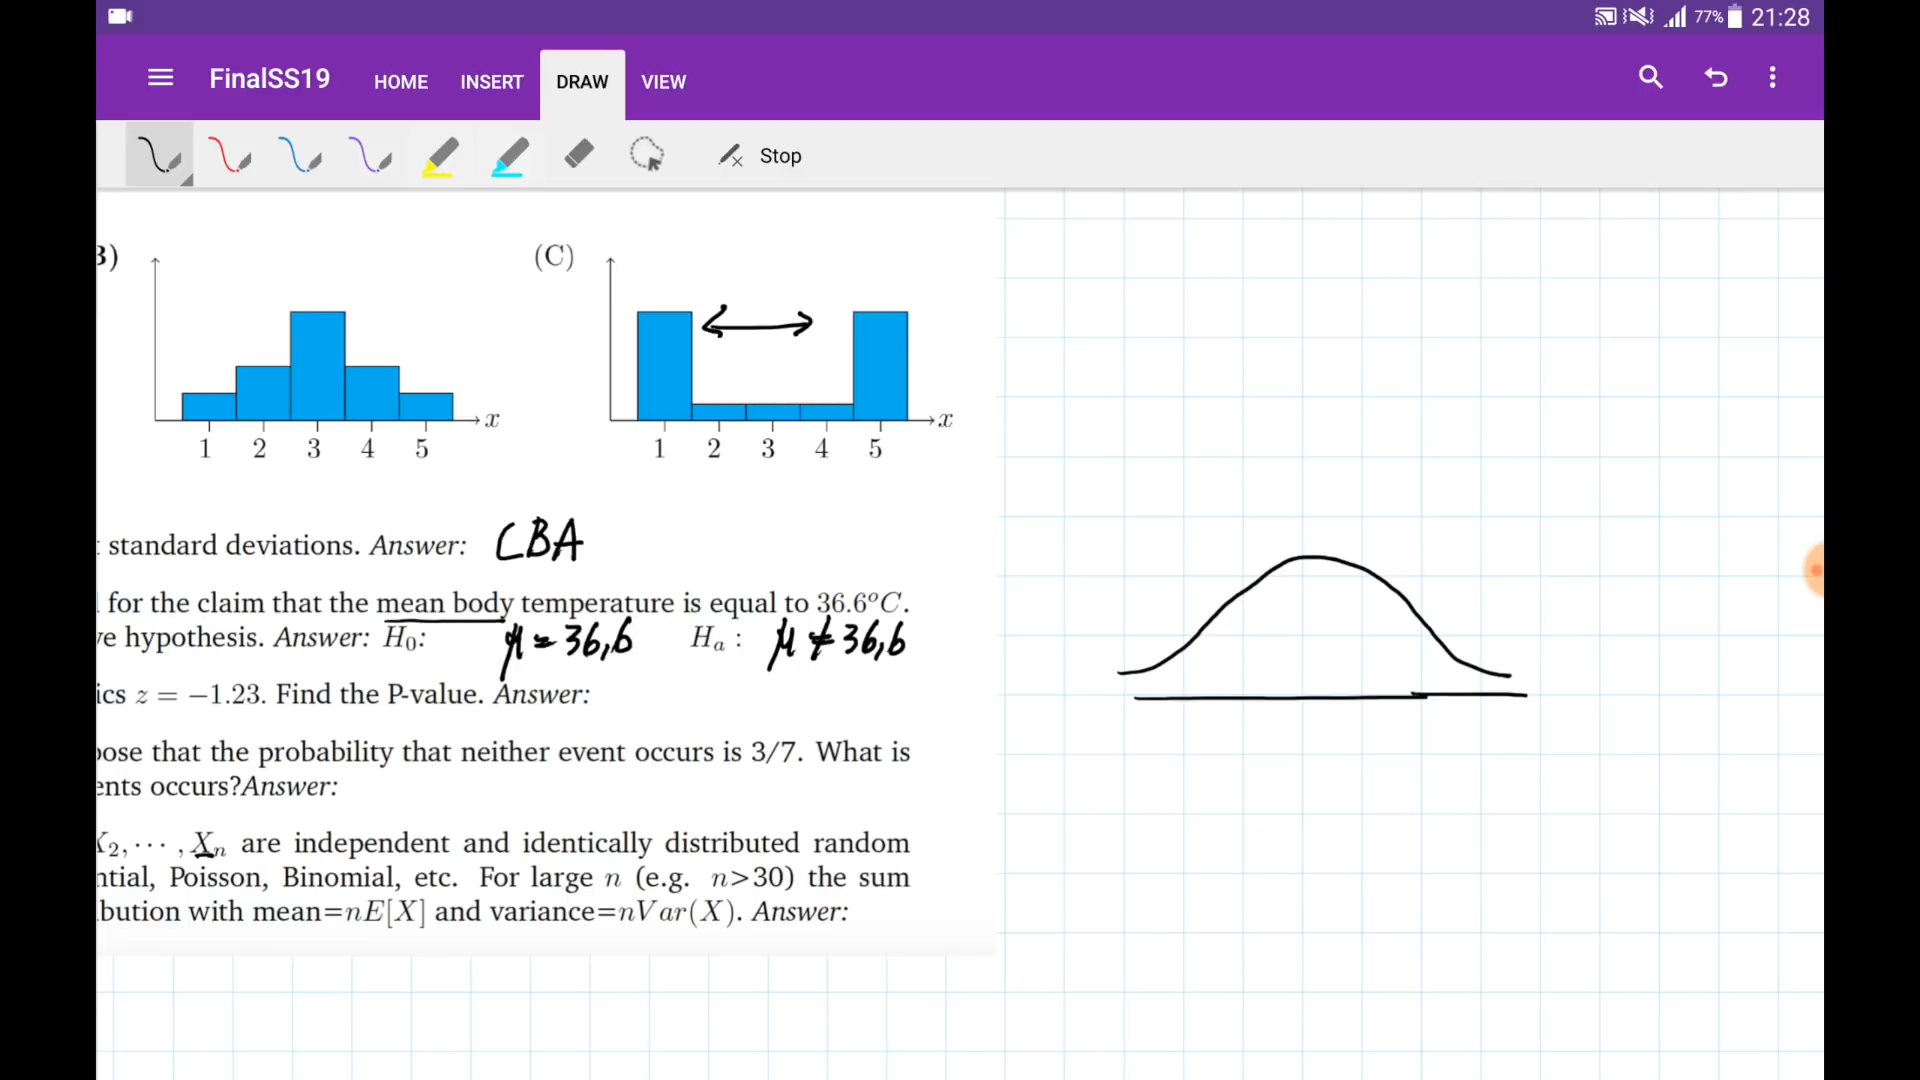 77% 21:28
FinalSS19 HOME INSERT DRAW VIEW
Stop
3) (C)
x x
1 2 3 4 5 1 2 3 4 5
standard deviations. Answer: CBA
for the claim that the mean body temperature is equal to 36.6°C.
ve hypothesis. Answer: H₀: μ = 36,6 Hₐ : μ ≠ 36,6
ics z = −1.23. Find the P-value. Answer:
pose that the probability that neither event occurs is 3/7. What is
ents occurs?Answer:
X₂, ⋯ , Xₙ are independent and identically distributed random
ntial, Poisson, Binomial, etc. For large n (e.g. n>30) the sum
bution with mean=nE[X] and variance=nVar(X). Answer: